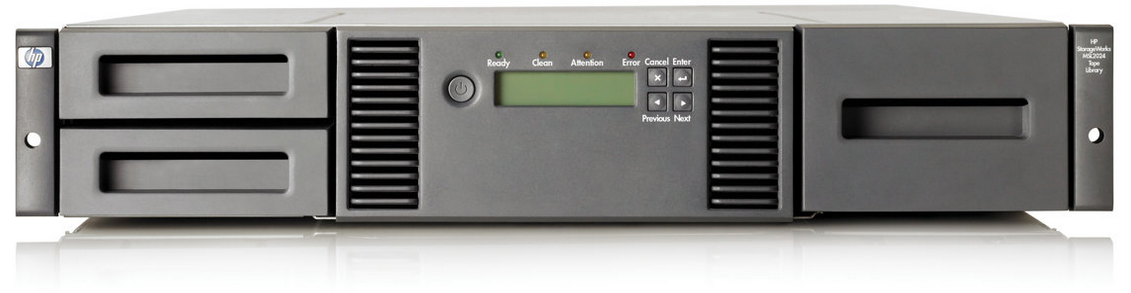 hp
Ready Clean Attention Error Cancel Enter
Previous Next
HP
StorageWorks
MSL2024
Tape
Library